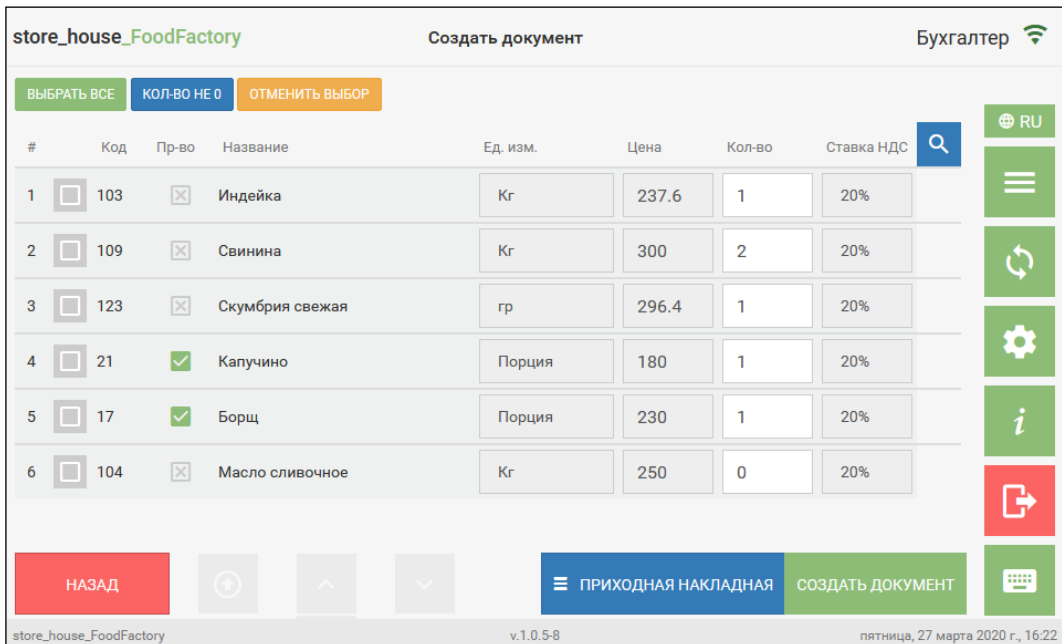 store_house_FoodFactory Создать документ Бухгалтер
ВЫБРАТЬ ВСЕ КОЛ-ВО НЕ 0 ОТМЕНИТЬ ВЫБОР
RU
# Код Пр-во Название Ед. изм. Цена Кол-во Ставка НДС
1 103 Индейка Кг 237.6 1 20%
2 109 Свинина Кг 300 2 20%
3 123 Скумбрия свежая гр 296.4 1 20%
4 21 Капучино Порция 180 1 20%
5 17 Борщ Порция 230 1 20%
i
6 104 Масло сливочное Кг 250 0 20%
НАЗАД ПРИХОДНАЯ НАКЛАДНАЯ СОЗДАТЬ ДОКУМЕНТ
store_house_FoodFactory v.1.0.5-8 пятница, 27 марта 2020 г., 16:22